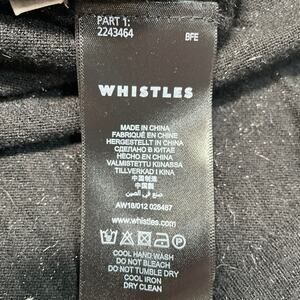 PART 1:
2243464
BFE
WHISTLES
MADE IN CHINA
FABRIQUÉ EN CHINE
HERGESTELLT IN CHINA
СДЕЛАНО В КИТАЕ
HECHO EN CHINA
VALMISTETTU KIINASSA
TILLVERKAD I KINA
中国制造
中国製
صنع في الصين
AW18/012 026487
www.whistles.com
COOL HAND WASH
DO NOT BLEACH
DO NOT TUMBLE DRY
COOL IRON
DRY CLEAN